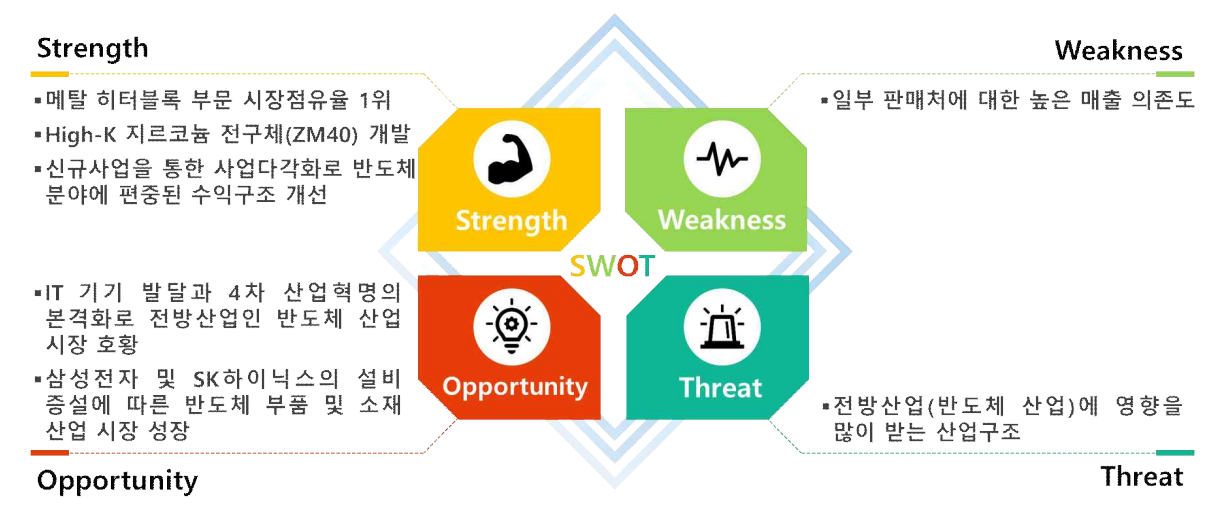 Strength
▪메탈 히터블록 부문 시장점유율 1위
▪High-K 지르코늄 전구체(ZM40) 개발
▪신규사업을 통한 사업다각화로 반도체
분야에 편중된 수익구조 개선
Weakness
▪일부 판매처에 대한 높은 매출 의존도
Strength
Weakness
SWOT
Opportunity
Threat
▪IT 기기 발달과 4차 산업혁명의
본격화로 전방산업인 반도체 산업
시장 호황
▪삼성전자 및 SK하이닉스의 설비
증설에 따른 반도체 부품 및 소재
산업 시장 성장
Opportunity
▪전방산업(반도체 산업)에 영향을
많이 받는 산업구조
Threat